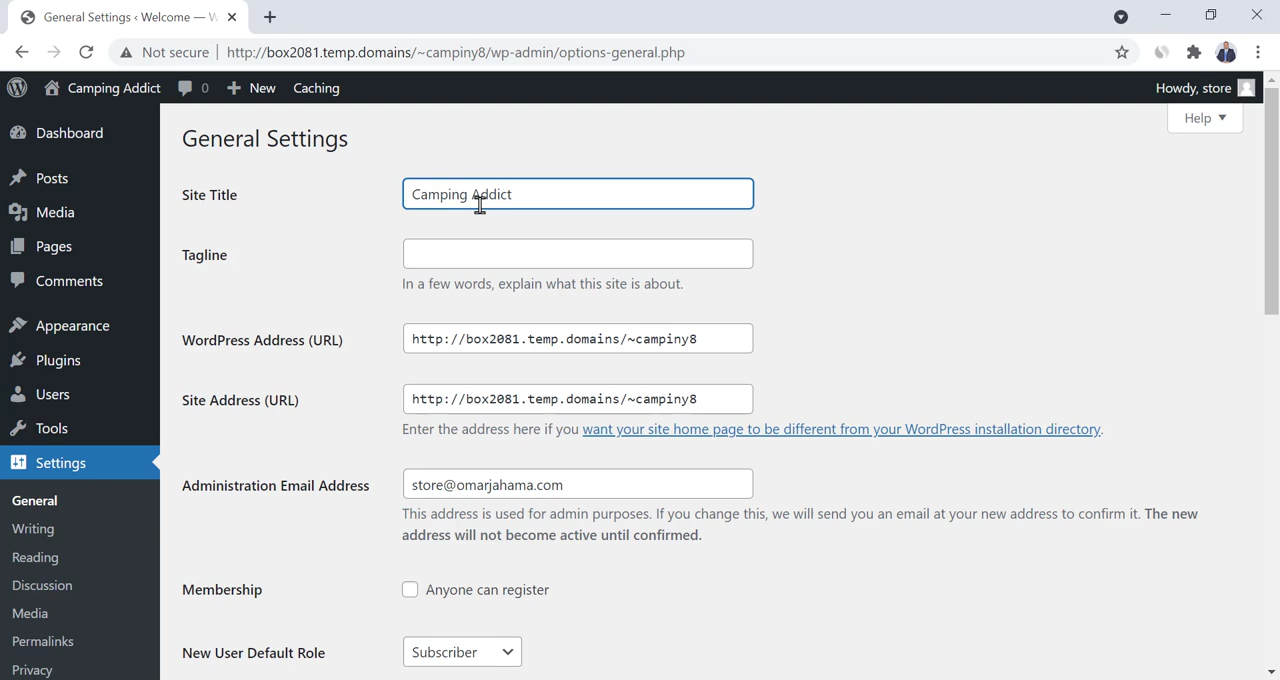 General Settings ‹ Welcome — W
Not secure http://box2081.temp.domains/~campiny8/wp-admin/options-general.php
Camping Addict 0 New Caching Howdy, store
Help
Dashboard
Posts
Media
Pages
Comments
Appearance
Plugins
Users
Tools
Settings
General
Writing
Reading
Discussion
Media
Permalinks
Privacy
General Settings
Site Title Camping Addict
Tagline
In a few words, explain what this site is about.
WordPress Address (URL) http://box2081.temp.domains/~campiny8
Site Address (URL) http://box2081.temp.domains/~campiny8
Enter the address here if you want your site home page to be different from your WordPress installation directory.
Administration Email Address store@omarjahama.com
This address is used for admin purposes. If you change this, we will send you an email at your new address to confirm it. The new
address will not become active until confirmed.
Membership Anyone can register
New User Default Role Subscriber